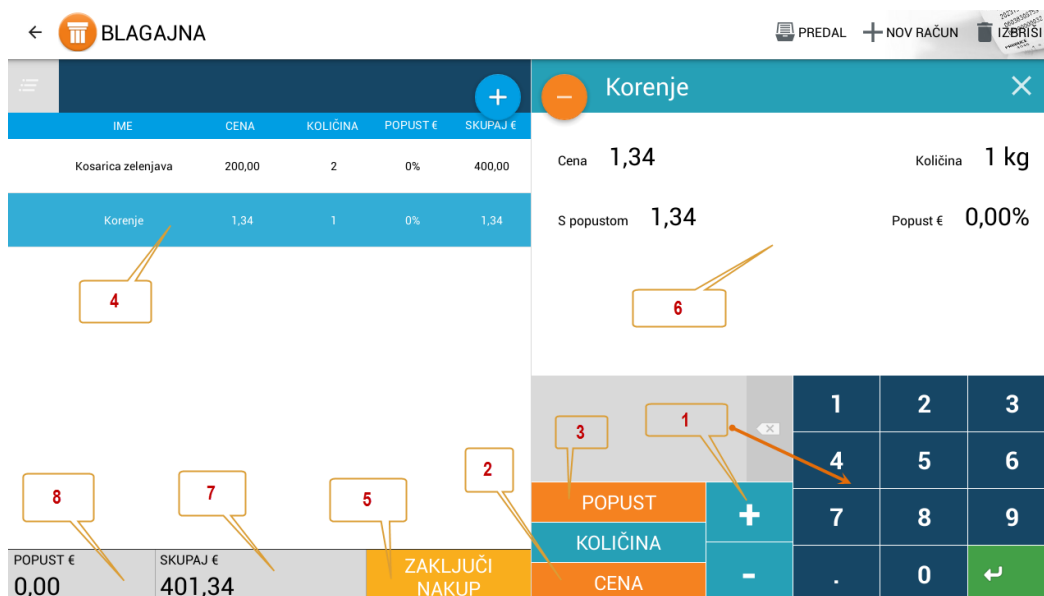 BLAGAJNA
PREDAL
NOV RAČUN
IZBRIŠI
IME CENA KOLIČINA POPUST € SKUPAJ €
Kosarica zelenjava 200,00 2 0% 400,00
Korenje 1,34 1 0% 1,34
4
8
7
5
2
POPUST €
0,00
SKUPAJ €
401,34
ZAKLJUČI
NAKUP
Korenje
Cena 1,34
Količina 1 kg
S popustom 1,34
Popust € 0,00%
6
3
1
POPUST
KOLIČINA
CENA
+
-
1 2 3
4 5 6
7 8 9
. 0